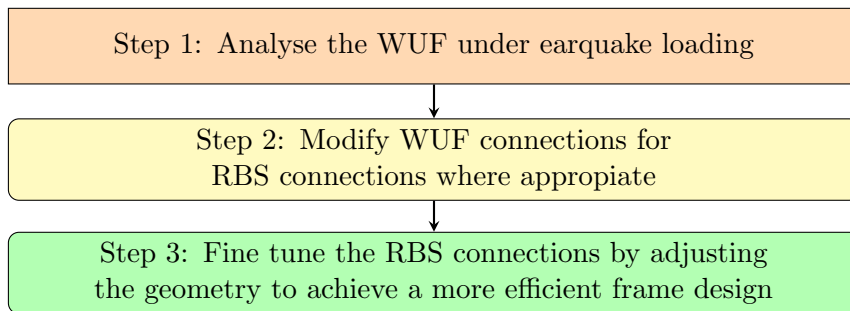 Step 1: Analyse the WUF under earquake loading
Step 2: Modify WUF connections for
RBS connections where appropiate
Step 3: Fine tune the RBS connections by adjusting
the geometry to achieve a more efficient frame design